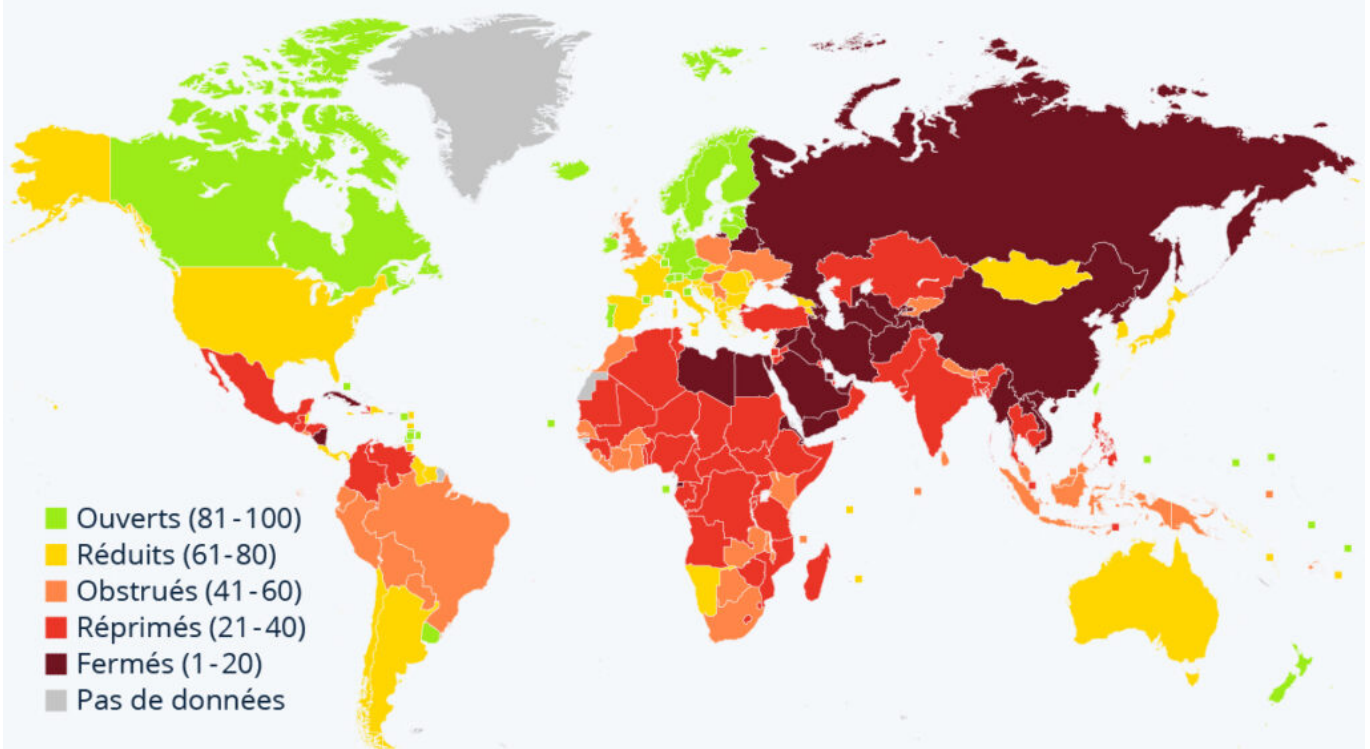 Ouverts (81-100)
Réduits (61-80)
Obstrués (41-60)
Réprimés (21-40)
Fermés (1-20)
Pas de données